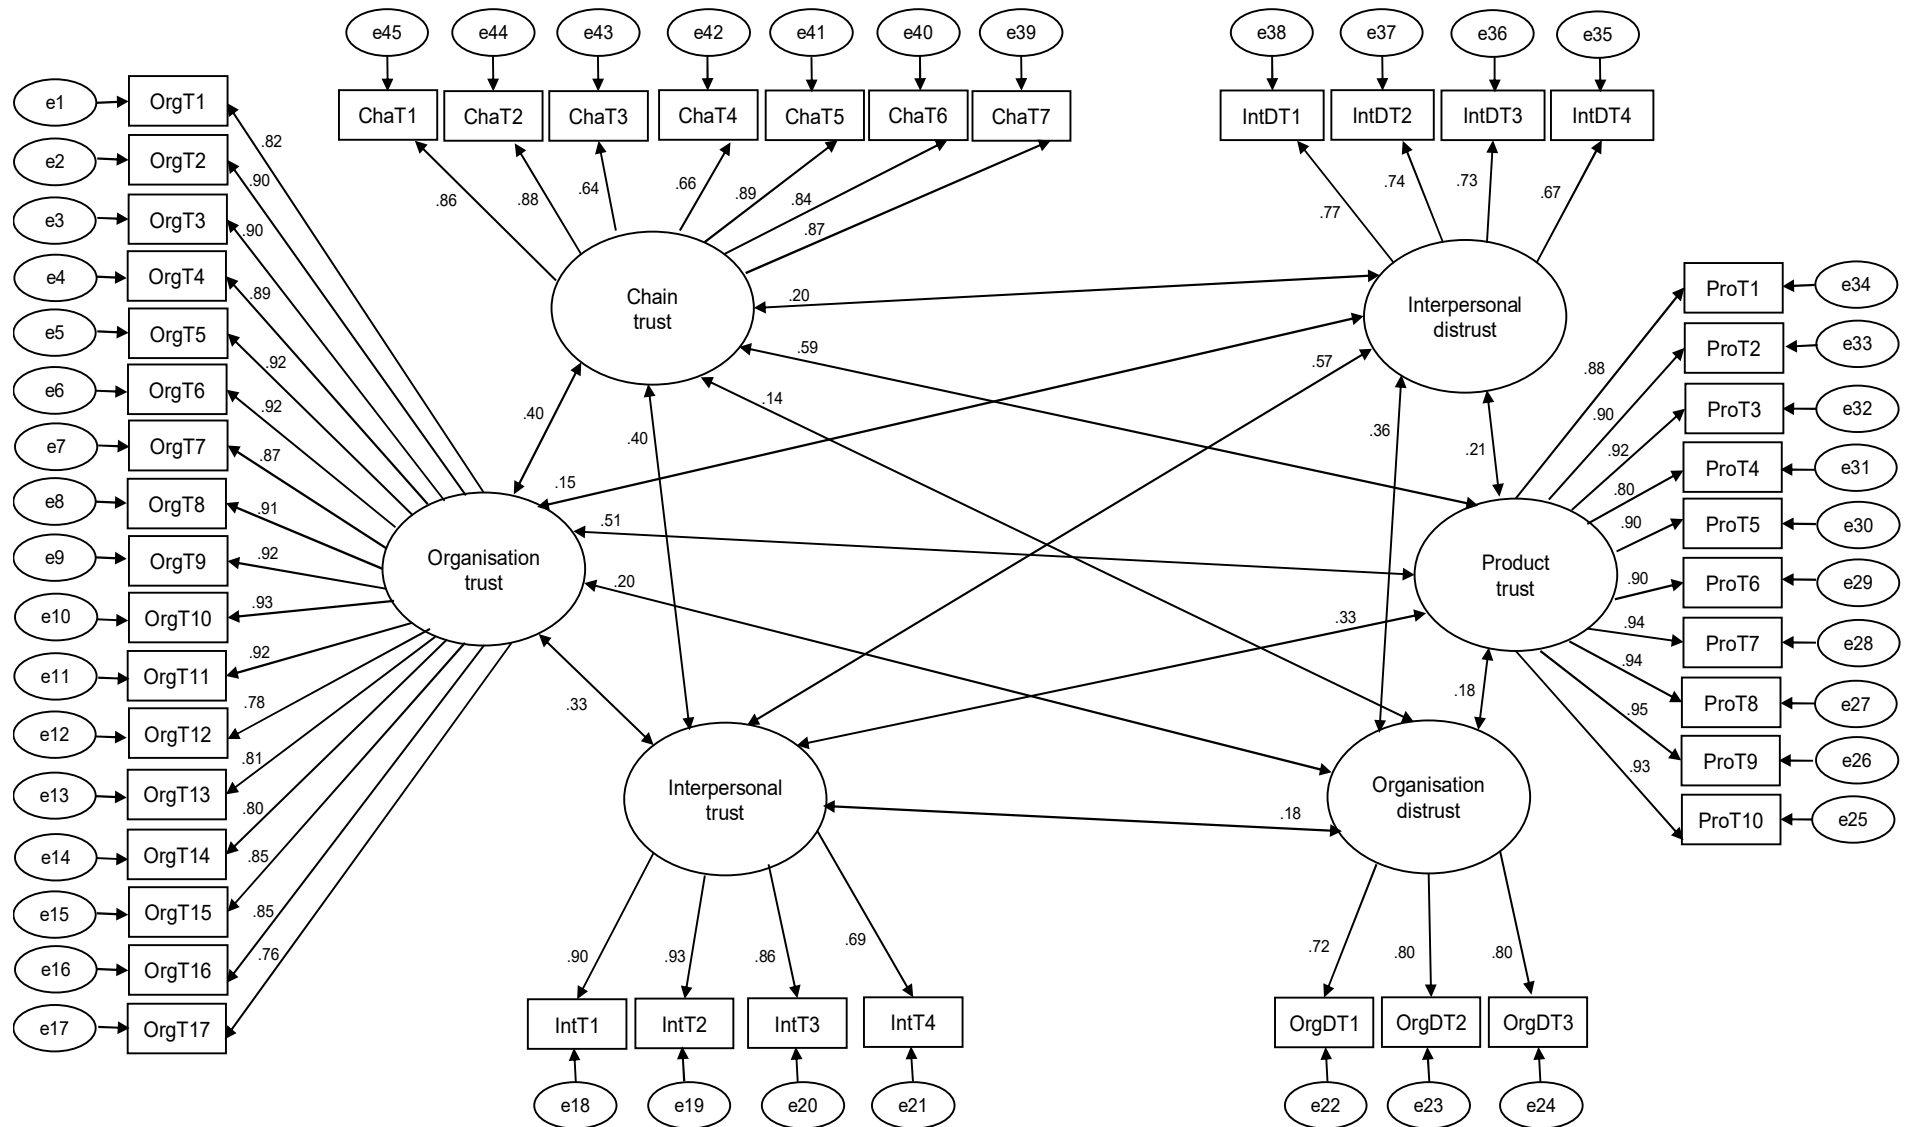 e45
e44
e43
e42
e41
e40
e39
e38
e37
e36
e35
ChaT1
ChaT2
ChaT3
ChaT4
ChaT5
ChaT6
ChaT7
IntDT1
IntDT2
IntDT3
IntDT4
.86
.88
.64
.66
.89
.84
.87
.77
.74
.73
.67
e1
OrgT1
.82
e2
OrgT2
.90
e3
OrgT3
.90
e4
OrgT4
.89
e5
OrgT5
.92
e6
OrgT6
.92
e7
OrgT7
.87
e8
OrgT8
.91
e9
OrgT9
.92
e10
OrgT10
.93
e11
OrgT11
.92
e12
OrgT12
.78
e13
OrgT13
.81
e14
OrgT14
.80
e15
OrgT15
.85
e16
OrgT16
.85
e17
OrgT17
.76
Chain
trust
Interpersonal
distrust
.20
.59
.57
.14
.40
.40
.36
.21
.15
.51
.20
.33
.33
.18
.18
Organisation
trust
Product
trust
Interpersonal
trust
Organisation
distrust
.88
ProT1
e34
.90
ProT2
e33
.92
ProT3
e32
.80
ProT4
e31
.90
ProT5
e30
.90
ProT6
e29
.94
ProT7
e28
.94
ProT8
e27
.95
ProT9
e26
.93
ProT10
e25
.90
.93
.86
.69
.72
.80
.80
IntT1
IntT2
IntT3
IntT4
OrgDT1
OrgDT2
OrgDT3
e18
e19
e20
e21
e22
e23
e24